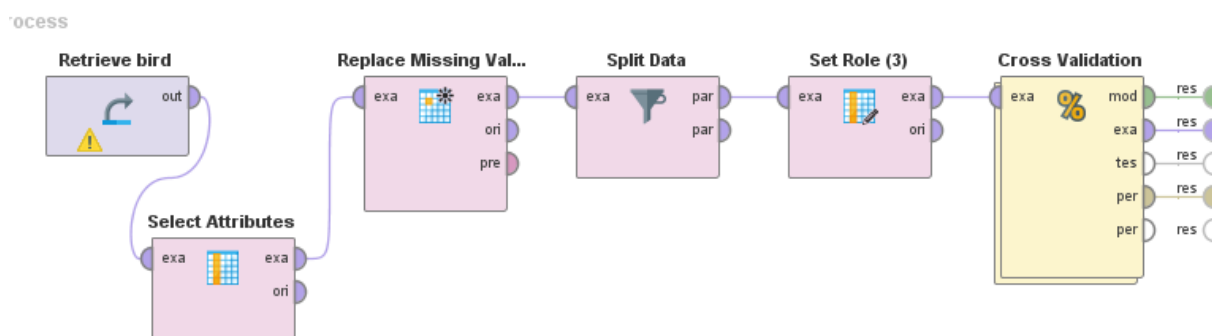 ocess
Retrieve bird
out
Replace Missing Val...
exa
exa
ori
pre
Split Data
exa
par
par
Set Role (3)
exa
exa
ori
Cross Validation
exa
%
mod
exa
tes
per
per
res
res
res
res
res
Select Attributes
exa
exa
ori